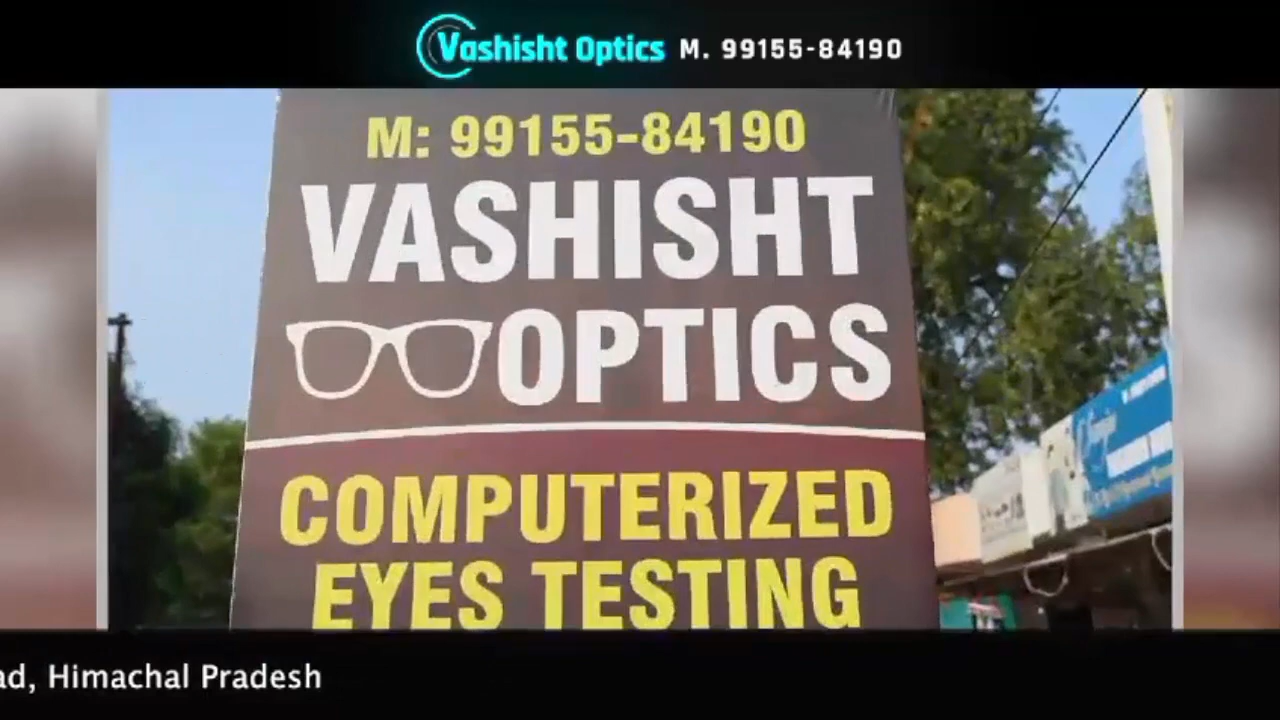 Vashisht Optics M. 99155-84190
M: 99155-84190
VASHISHT
OPTICS
COMPUTERIZED
EYES TESTING
ad, Himachal Pradesh